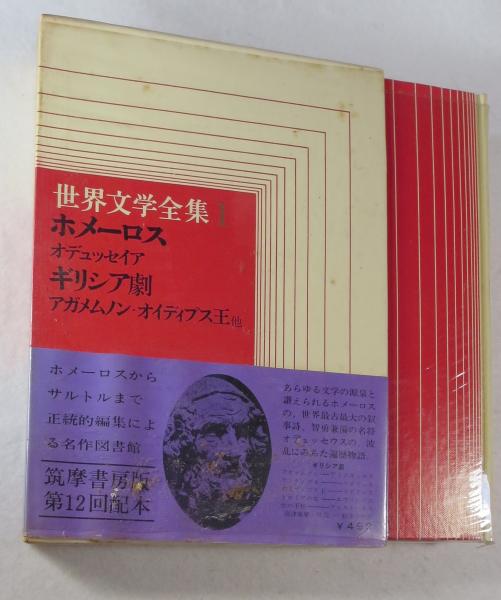 世界文学全集 1
ホメーロス
オデュッセイア
ギリシア劇
アガメムノン・オイディプス王他
ホメーロスから
サルトルまで
正統的編集によ
る名作図書館
筑摩書房版
第12回配本
あらゆる文学の源泉と
讃えられるホメーロス
の、世界最古最大の叙
事詩、智勇兼備の名将
オデュッセウスの、波
乱にみちた遍歴物語。
ギリシア劇